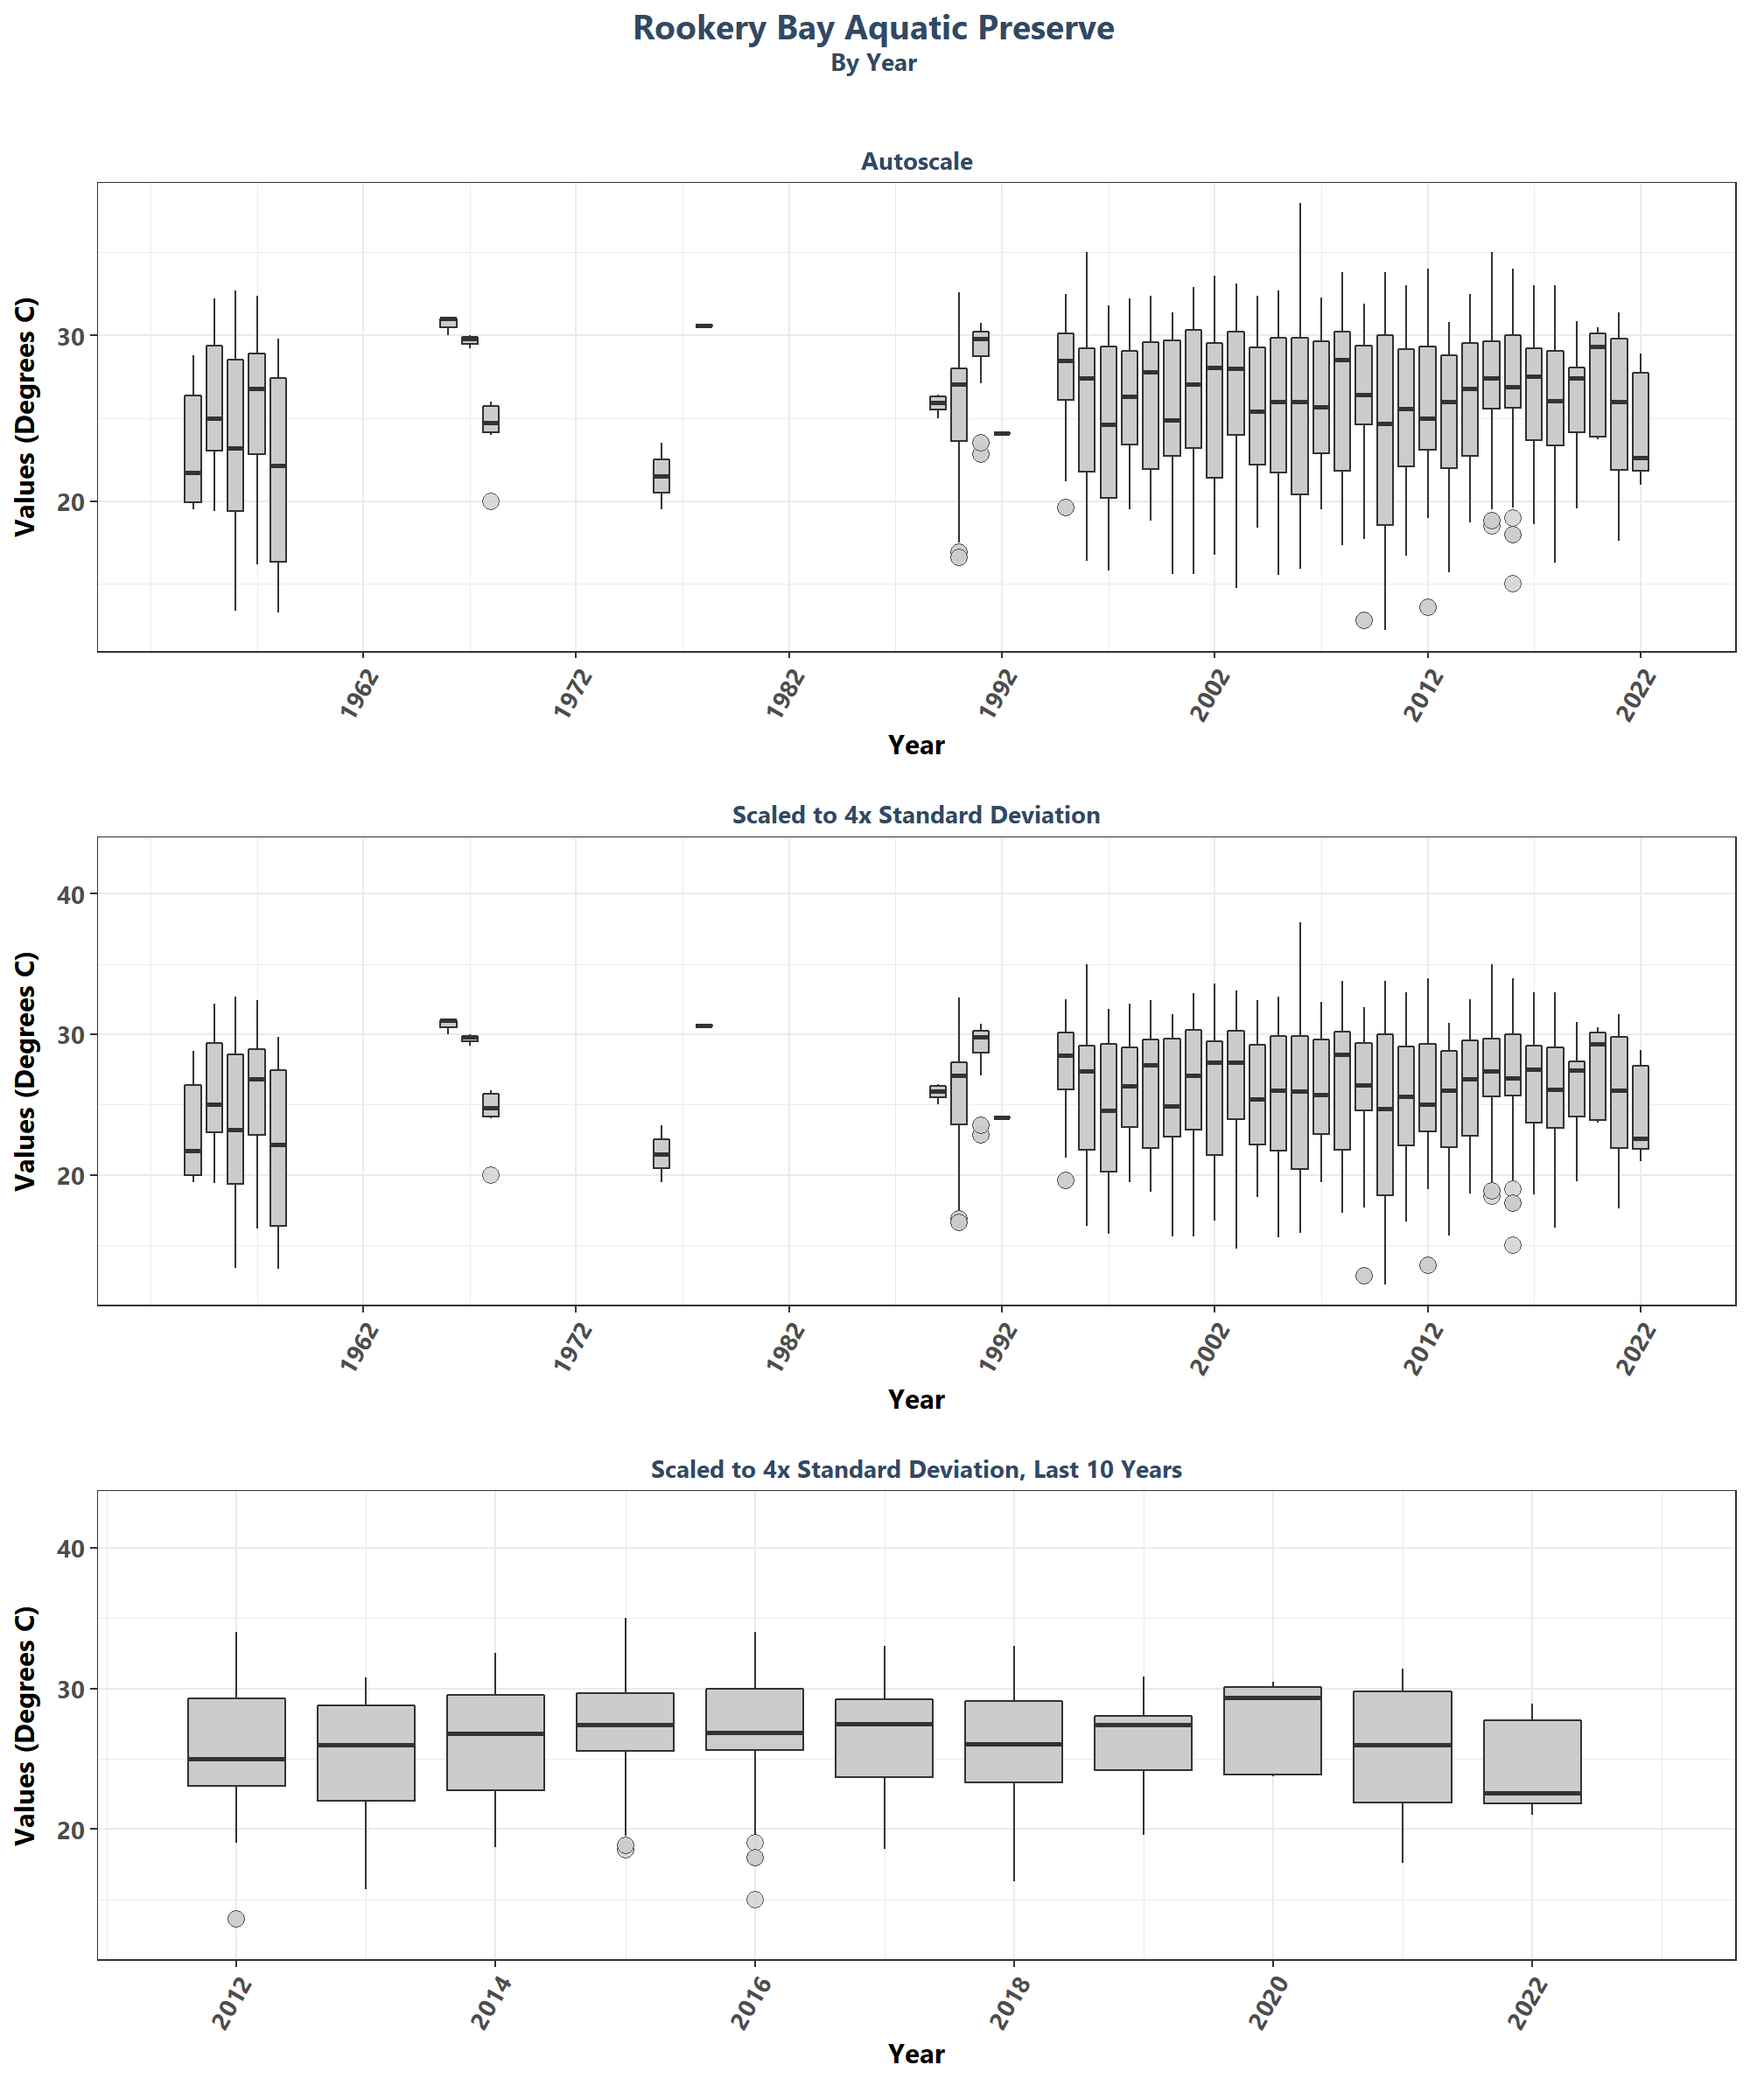 Rookery Bay Aquatic Preserve
By Year
Autoscale
Values (Degrees C)
30
20
1962 1972 1982 1992 2002 2012 2022
Year
Scaled to 4x Standard Deviation
Values (Degrees C)
40
30
20
1962 1972 1982 1992 2002 2012 2022
Year
Scaled to 4x Standard Deviation, Last 10 Years
Values (Degrees C)
40
30
20
2012 2014 2016 2018 2020 2022
Year